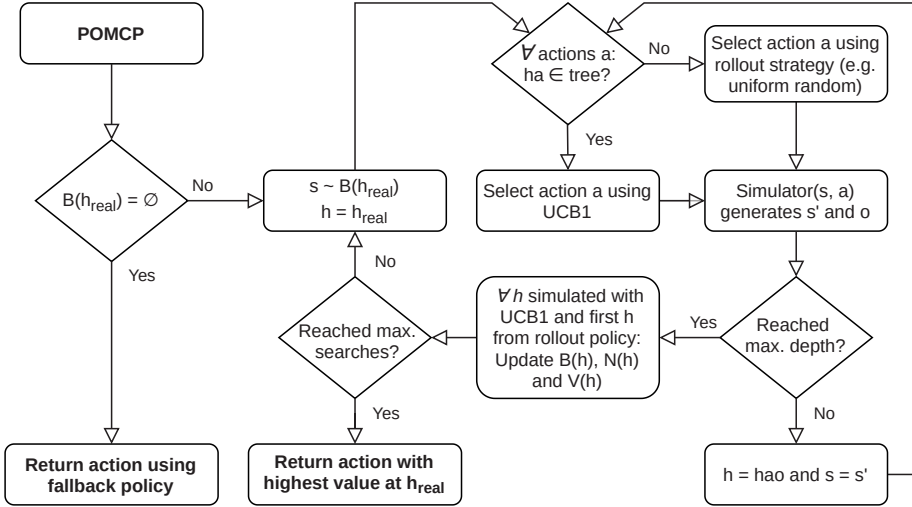 POMCP
∀ actions a:
ha ∈ tree?
No
Select action a using
rollout strategy (e.g.
uniform random)
Yes
B(h_real) = ∅
No
s ~ B(h_real)
h = h_real
Select action a using
UCB1
Simulator(s, a)
generates s' and o
Yes
No
Reached max.
searches?
∀ h simulated with
UCB1 and first h
from rollout policy:
Update B(h), N(h)
and V(h)
Yes
Reached
max. depth?
Yes
No
Return action using
fallback policy
Return action with
highest value at h_real
h = hao and s = s'